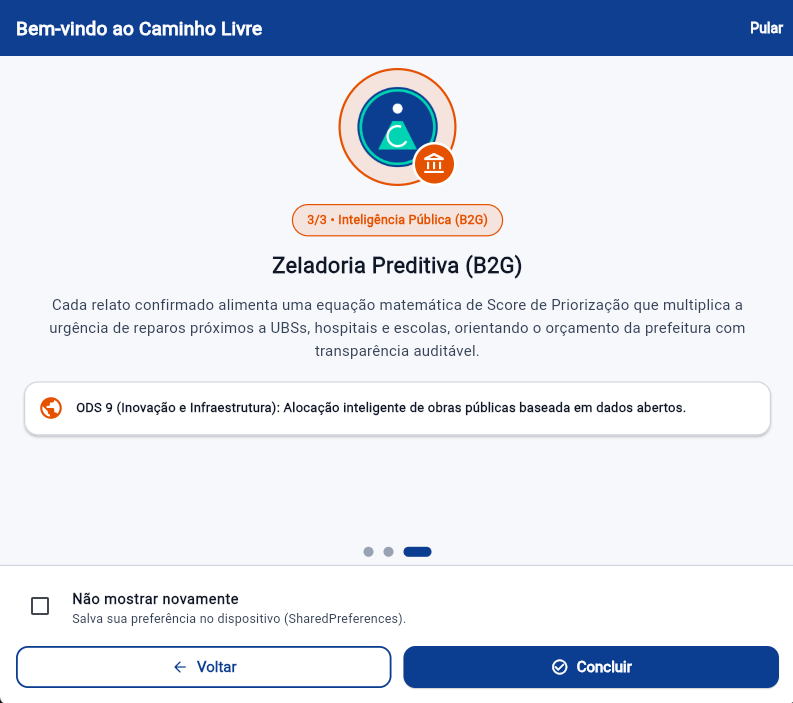 Bem-vindo ao Caminho Livre
Pular
3/3 • Inteligência Pública (B2G)
Zeladoria Preditiva (B2G)
Cada relato confirmado alimenta uma equação matemática de Score de Priorização que multiplica a
urgência de reparos próximos a UBSs, hospitais e escolas, orientando o orçamento da prefeitura com
transparência auditável.
ODS 9 (Inovação e Infraestrutura): Alocação inteligente de obras públicas baseada em dados abertos.
Não mostrar novamente
Salva sua preferência no dispositivo (SharedPreferences).
Voltar
Concluir